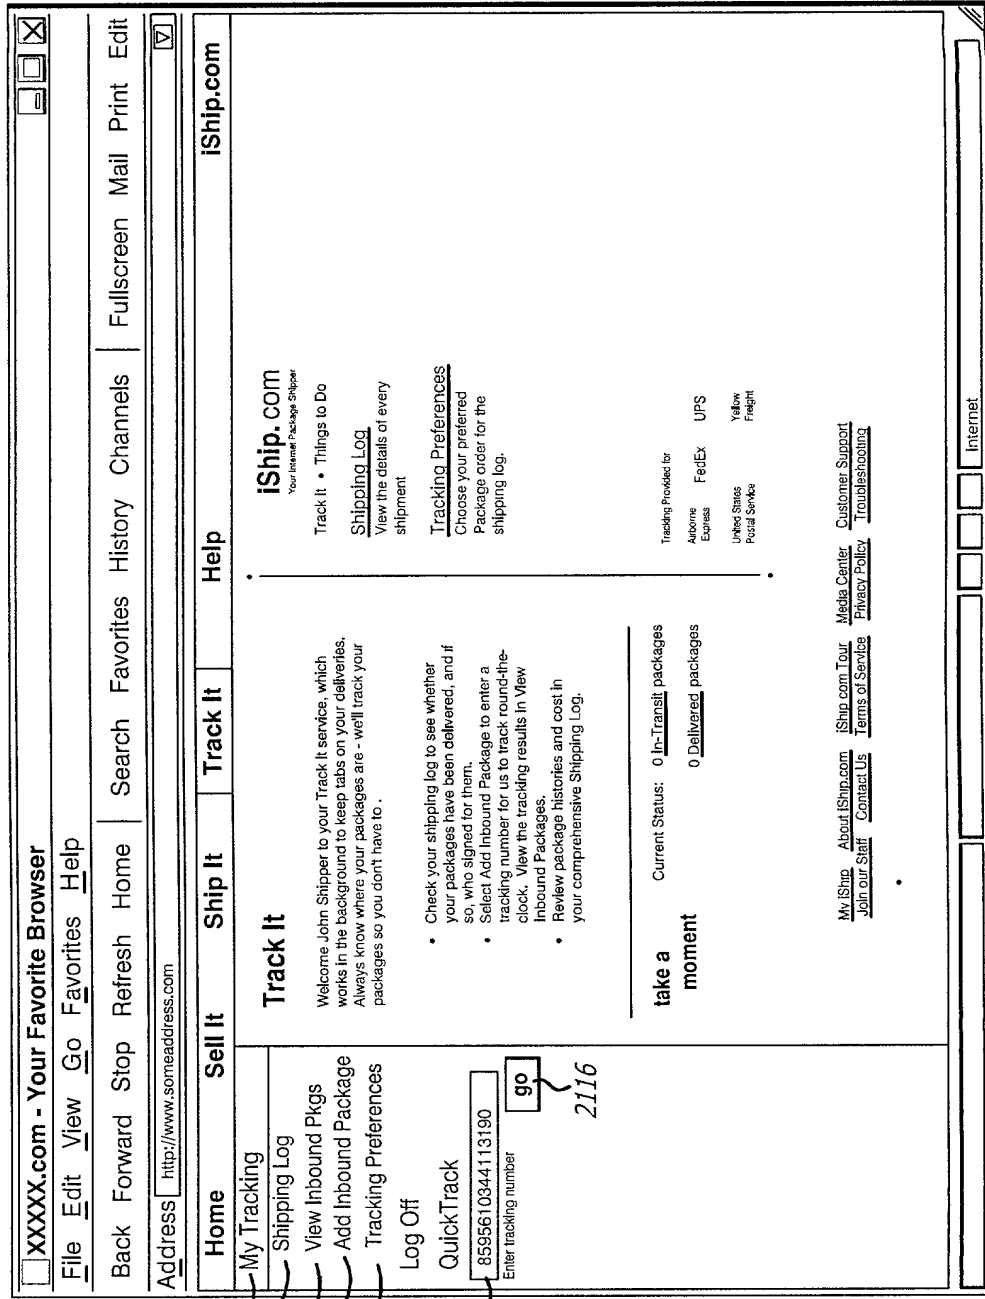 XXXXX.com - Your Favorite Browser
File Edit View Go Favorites Help
Back Forward Stop Refresh Home Search Favorites History Channels Fullscreen Mail Print Edit
Address http://www.someaddress.com
Home Sell It Ship It Track It Help iShip.com
My Tracking
Shipping Log
View Inbound Pkgs
Add Inbound Package
Tracking Preferences
Log Off
QuickTrack
8595610344113190
Enter tracking number
go
2116
Track It
Welcome John Shipper to your Track It service, which
works in the background to keep tabs on your deliveries.
Always know where your packages are - we'll track your
packages so you don't have to .
• Check your shipping log to see whether
your packages have been delivered, and if
so, who signed for them.
• Select Add Inbound Package to enter a
tracking number for us to track round-the-
clock. View the tracking results In View
Inbound Packages.
• Review package histories and cost in
your comprehensive Shipping Log.
take a
moment
Current Status: 0 In-Transit packages
0 Delivered packages
iShip. com
Your Internet Package Shipper
Track It • Things to Do
Shipping Log
View the details of every
shipment
Tracking Preferences
Choose your preferred
Package order for the
shipping log.
Tracking Provided for
Airborne
Express
FedEx
UPS
United States
Postal Service
Yellow
Freight
My iShip About iShip.com iShip com Tour Media Center Customer Support
Join our Staff Contact Us Terms of Service Privacy Policy Troubleshooting
Internet